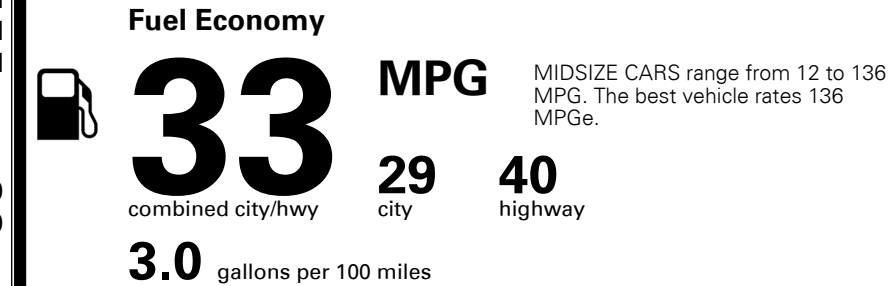 Fuel Economy
33
MPG
MIDSIZE CARS range from 12 to 136
MPG. The best vehicle rates 136
MPGe.
29
40
combined city/hwy
city
highway
3.0 gallons per 100 miles